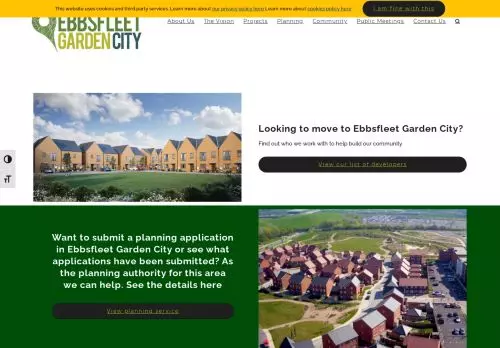 This website uses cookies and third party services. Learn more about our privacy policy here Learn more about cookies policy here
I am fine with this
EBBSFLEET
GARDEN CITY
About Us The Vision Projects Planning Community Public Meetings Contact Us
Looking to move to Ebbsfleet Garden City?
Find out who we work with to help build our community
View our list of developers
Want to submit a planning application
in Ebbsfleet Garden City or see what
applications have been submitted? As
the planning authority for this area
we can help. See the details here
View planning service